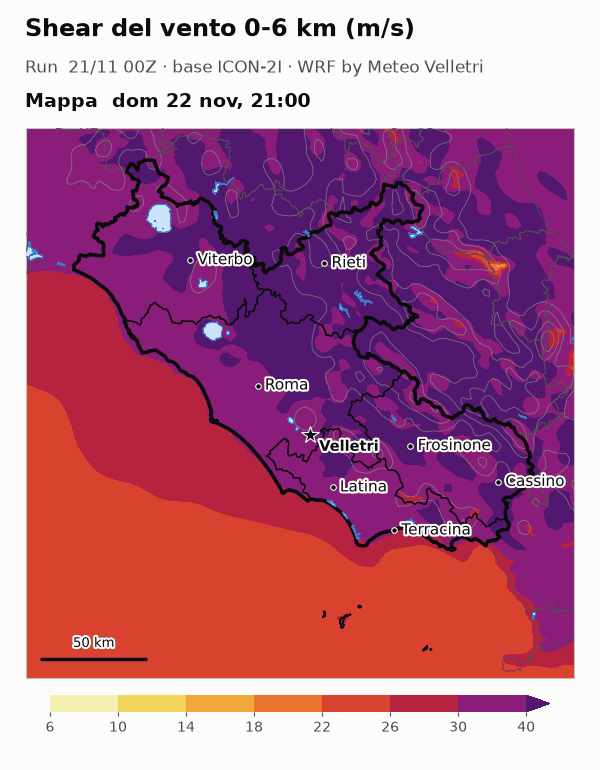 Shear del vento 0-6 km (m/s)
Run  21/11 00Z · base ICON-2I · WRF by Meteo Velletri
Mappa  dom 22 nov, 21:00
Viterbo
Rieti
Roma
Velletri
Frosinone
Latina
Cassino
Terracina
50 km
6 10 14 18 22 26 30 40